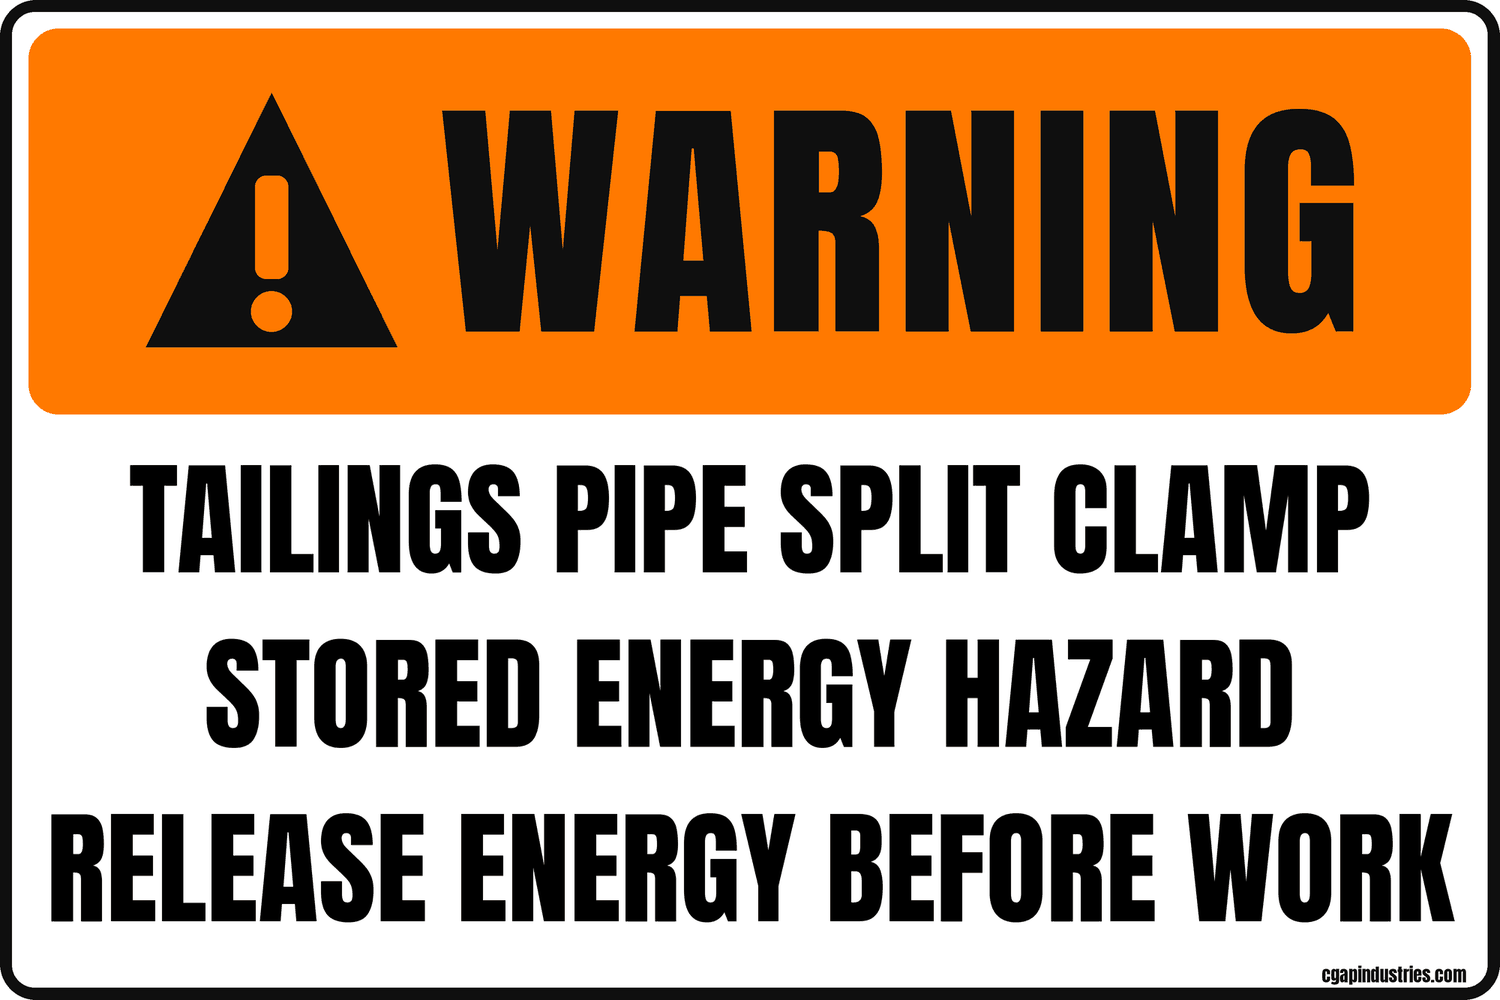 WARNING
TAILINGS PIPE SPLIT CLAMP
STORED ENERGY HAZARD
RELEASE ENERGY BEFORE WORK
cgapindustries.com